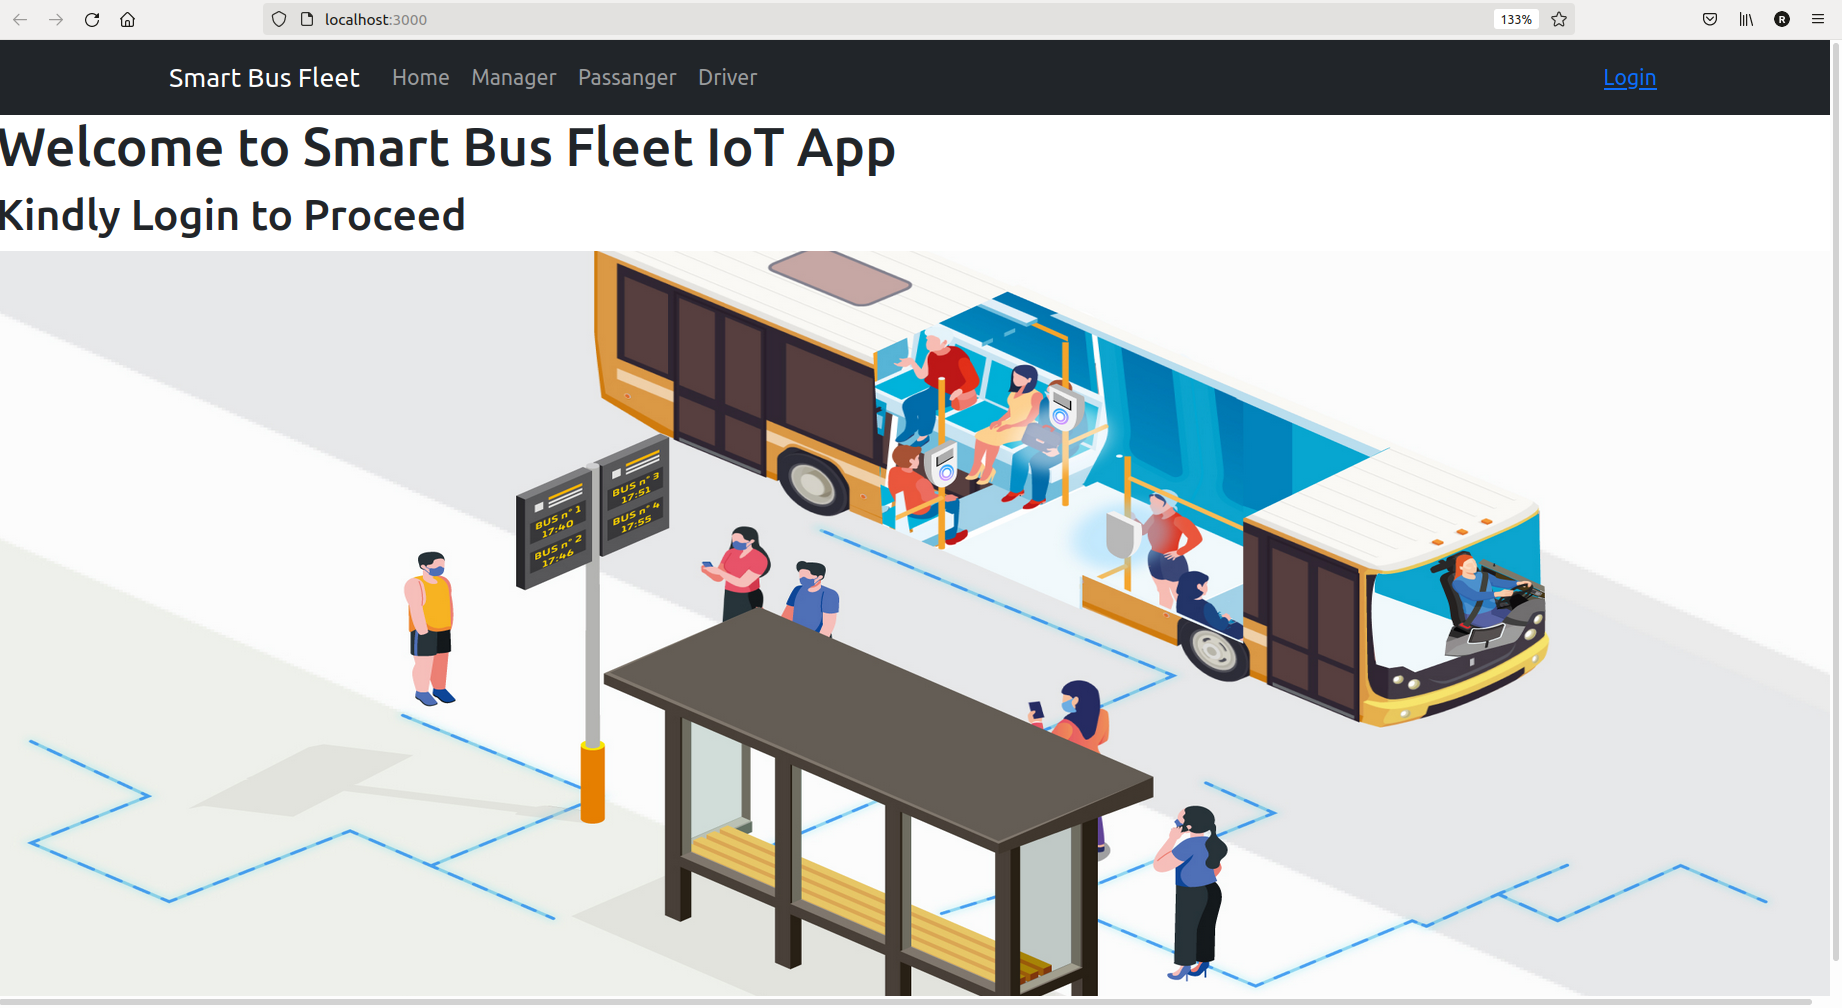 localhost:3000
133%
R
Smart Bus Fleet Home Manager Passanger Driver Login
Welcome to Smart Bus Fleet IoT App
Kindly Login to Proceed
BUS n° 1
17:40
BUS n° 2
17:46
BUS n° 3
17:51
BUS n° 4
17:55